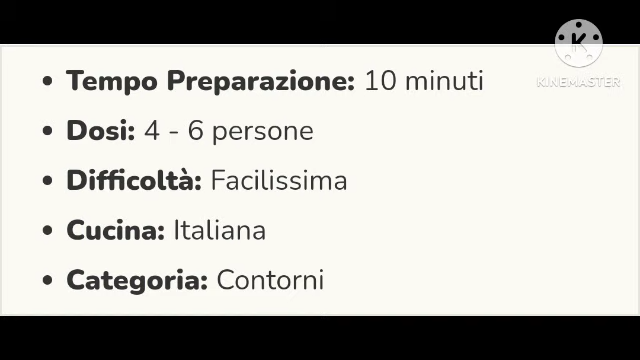 • Tempo Preparazione: 10 minuti
• Dosi: 4 - 6 persone
• Difficoltà: Facilissima
• Cucina: Italiana
• Categoria: Contorni
K
KINEMASTER